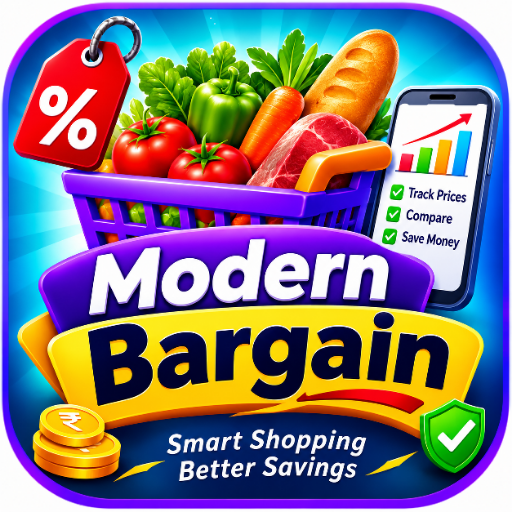 %
Track Prices
Compare
Save Money
Modern
Bargain
₹
Smart Shopping
Better Savings